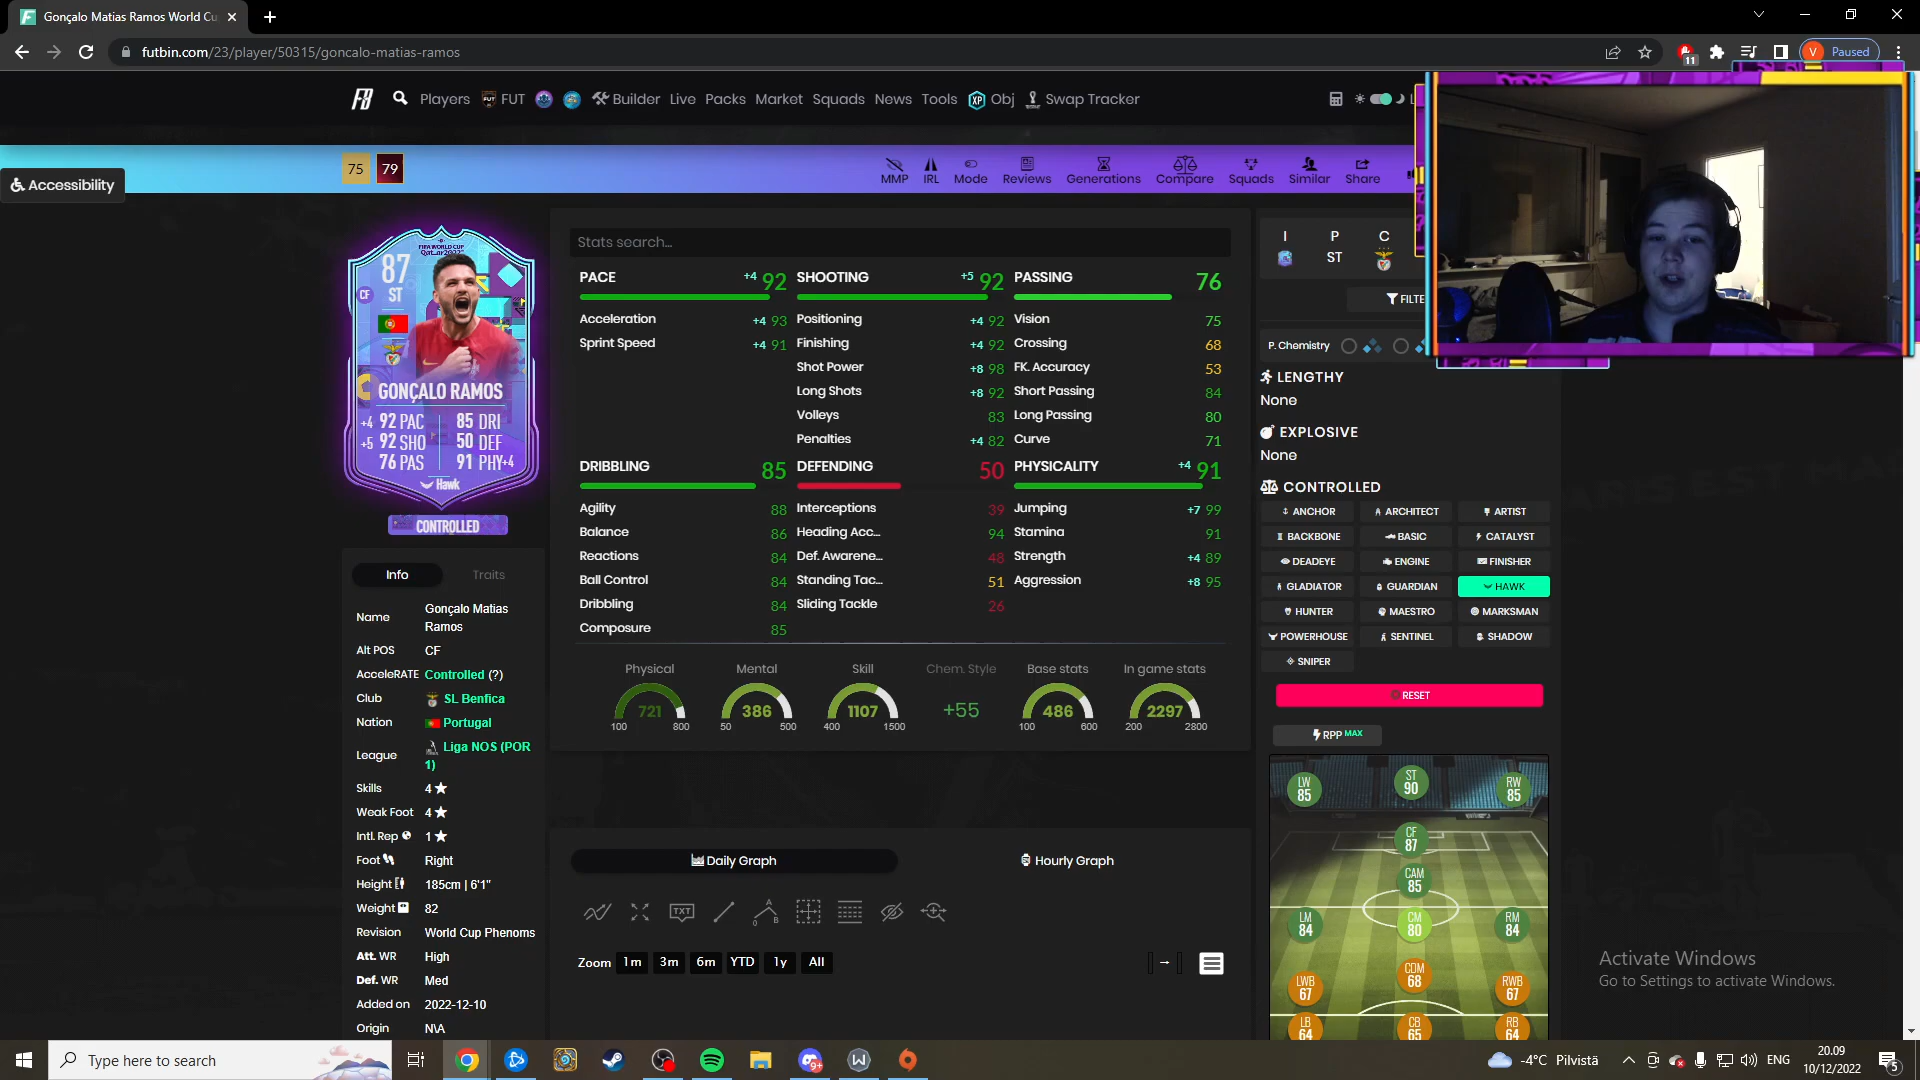 Gonçalo Matias Ramos World Cu
futbin.com/23/player/50315/goncalo-matias-ramos
11
V
Paused
Players
FUT
Builder
Live
Packs
Market
Squads
News
Tools
XP
Obj
Swap Tracker
Accessibility
75
79
MMP
IRL
Mode
Reviews
Generations
Compare
Squads
Similar
Share
FIFA WORLD CUP
Qatar2022
87
ST
CF
GONÇALO RAMOS
+4 92 PAC
85 DRI
+5 92 SHO
50 DEF
76 PAS
91 PHY+4
Hawk
CONTROLLED
Info
Traits
Name
Gonçalo Matias
Ramos
Alt POS
CF
AcceleRATE
Controlled (?)
Club
SL Benfica
Nation
Portugal
League
Liga NOS (POR
1)
Skills
4
Weak Foot
4
Intl. Rep
1
Foot
Right
Height
185cm | 6'1"
Weight
82
Revision
World Cup Phenoms
Att. WR
High
Def. WR
Med
Added on
2022-12-10
Origin
N\A
Stats search...
PACE +4 92
Acceleration +4 93
Sprint Speed +4 91
SHOOTING +5 92
Positioning +4 92
Finishing +4 92
Shot Power +8 98
Long Shots +8 92
Volleys 83
Penalties +4 82
PASSING 76
Vision 75
Crossing 68
FK. Accuracy 53
Short Passing 84
Long Passing 80
Curve 71
DRIBBLING 85
Agility 88
Balance 86
Reactions 84
Ball Control 84
Dribbling 84
Composure 85
DEFENDING 50
Interceptions 39
Heading Acc... 94
Def. Awarene... 48
Standing Tac... 51
Sliding Tackle 26
PHYSICALITY +4 91
Jumping +7 99
Stamina 91
Strength +4 89
Aggression +8 95
Physical
721
100 800
Mental
386
50 500
Skill
1107
400 1500
Chem. Style
+55
Base stats
486
100 600
In game stats
2297
200 2800
Daily Graph
Hourly Graph
TXT
Zoom 1m 3m 6m YTD 1y All
→
I P C
ST
FILTE
P. Chemistry
LENGTHY
None
EXPLOSIVE
None
CONTROLLED
ANCHOR ARCHITECT ARTIST
BACKBONE BASIC CATALYST
DEADEYE ENGINE FINISHER
GLADIATOR GUARDIAN HAWK
HUNTER MAESTRO MARKSMAN
POWERHOUSE SENTINEL SHADOW
SNIPER
RESET
RPP MAX
LW 85
ST 90
RW 85
CF 87
CAM 85
LM 84
CM 80
RM 84
LWB 67
CDM 68
RWB 67
LB 64
CB 65
RB 64
Activate Windows
Go to Settings to activate Windows.
Type here to search
-4°C Pilvistä
ENG
20.09
10/12/2022
5